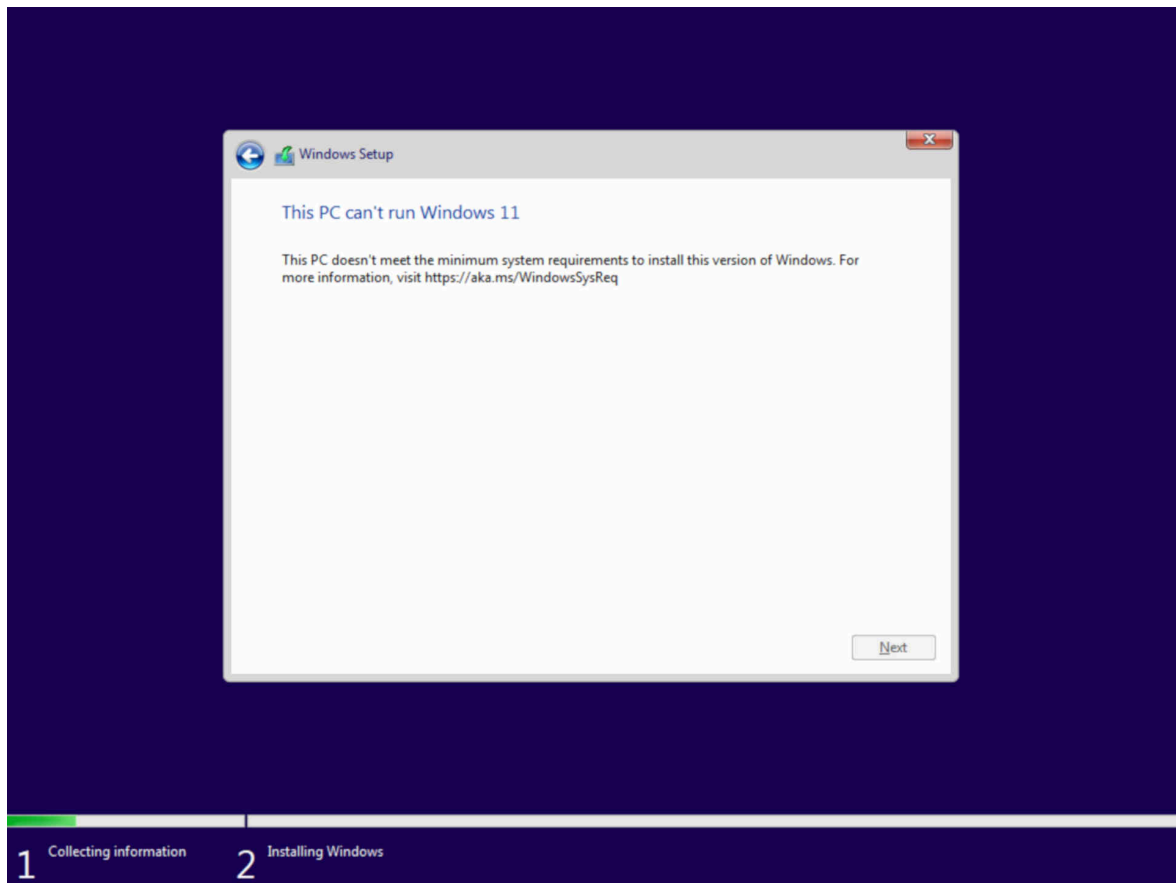 Windows Setup
This PC can't run Windows 11
This PC doesn't meet the minimum system requirements to install this version of Windows. For
more information, visit https://aka.ms/WindowsSysReq
Next
1 Collecting information 2 Installing Windows